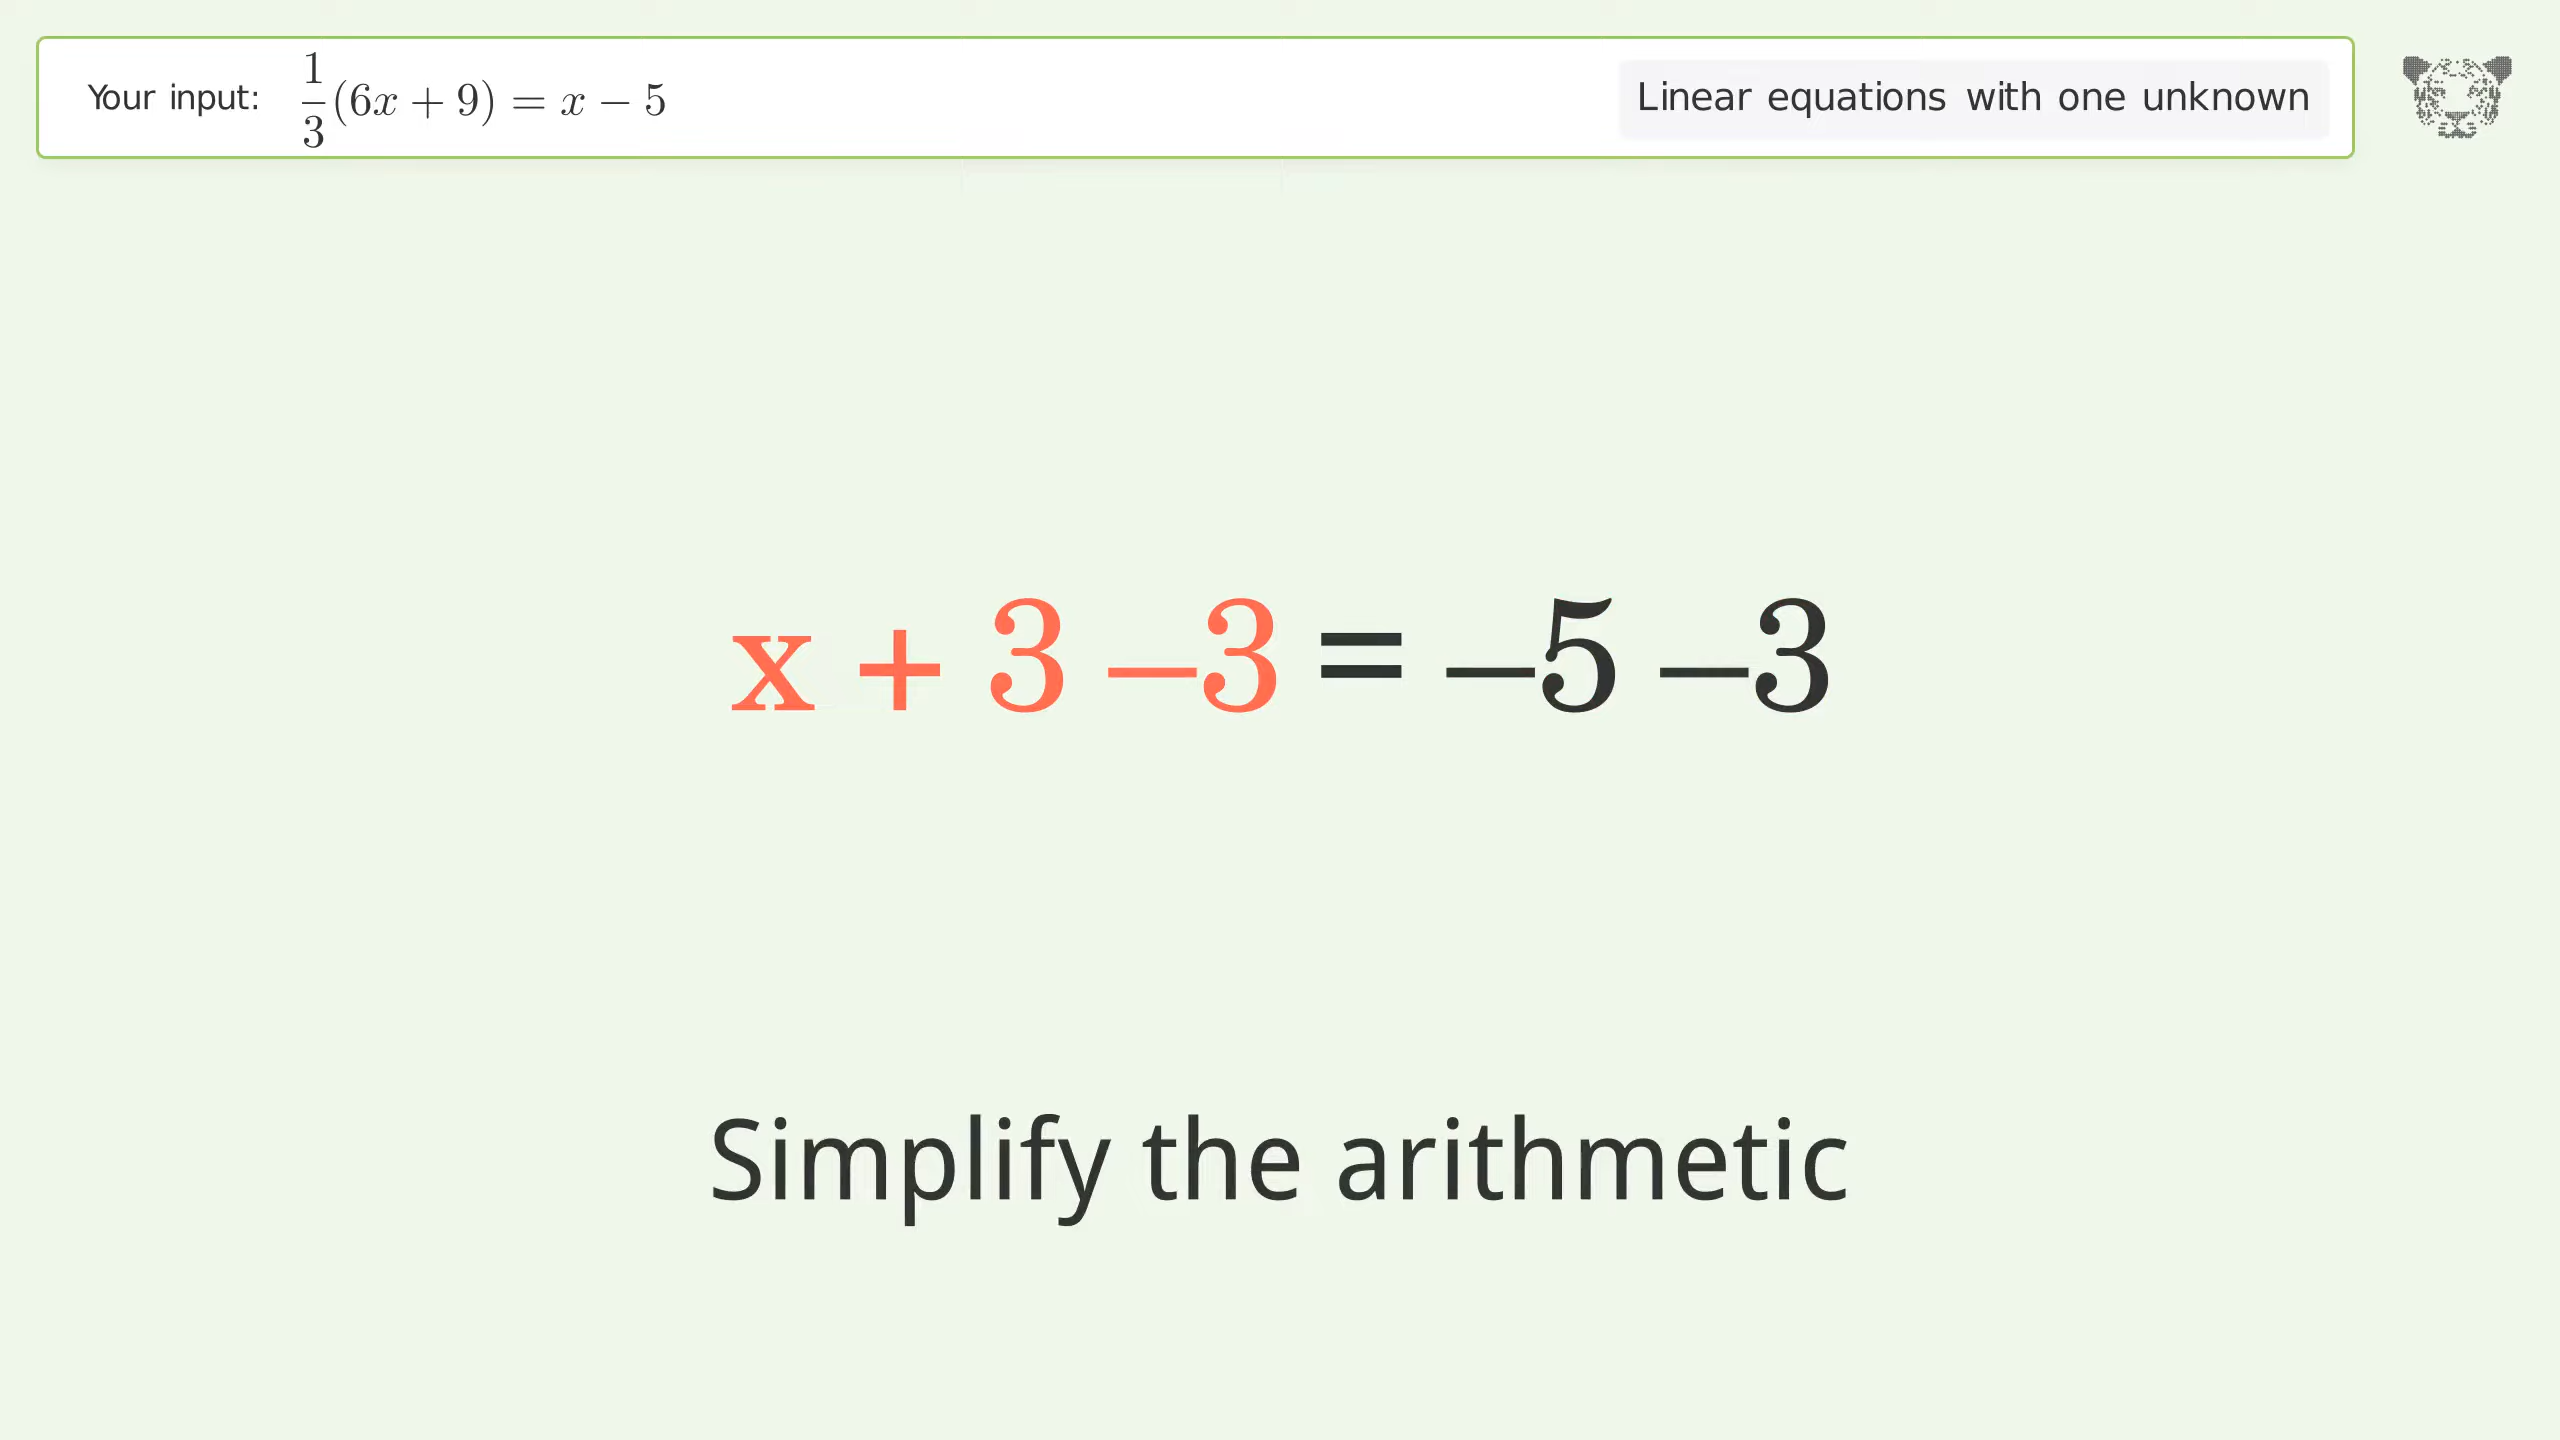 Your input: 1/3(6x + 9) = x − 5
Linear equations with one unknown
x + 3 −3 = −5 −3
Simplify the arithmetic